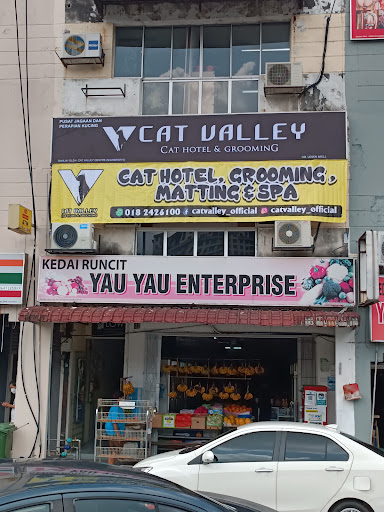 PUSAT JAGAAN DAN
PERAPIAN KUCING
CAT VALLEY
CAT HOTEL & GROOMING
CAT HOTEL, GROOMING,
MATTING & SPA
CAT VALLEY
018 2426100 catvalley_official catvalley_official
KEDAI RUNCIT
YAU YAU ENTERPRISE